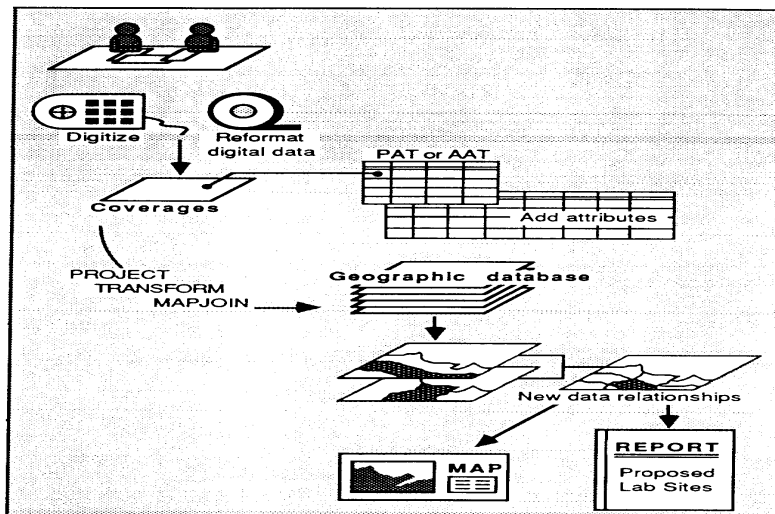 Digitize
Reformat
digital data
PAT or AAT
Coverages
Add attributes
PROJECT
TRANSFORM
MAPJOIN
Geographic database
New data relationships
MAP
REPORT
Proposed
Lab Sites